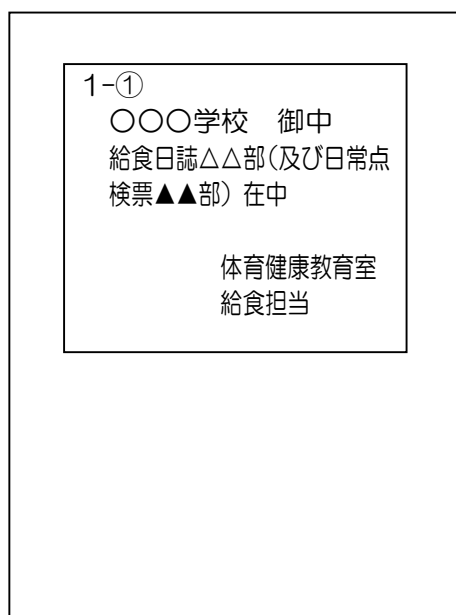 1-①
○○○学校　御中
給食日誌△△部（及び日常点
検票▲▲部）在中
体育健康教育室
給食担当